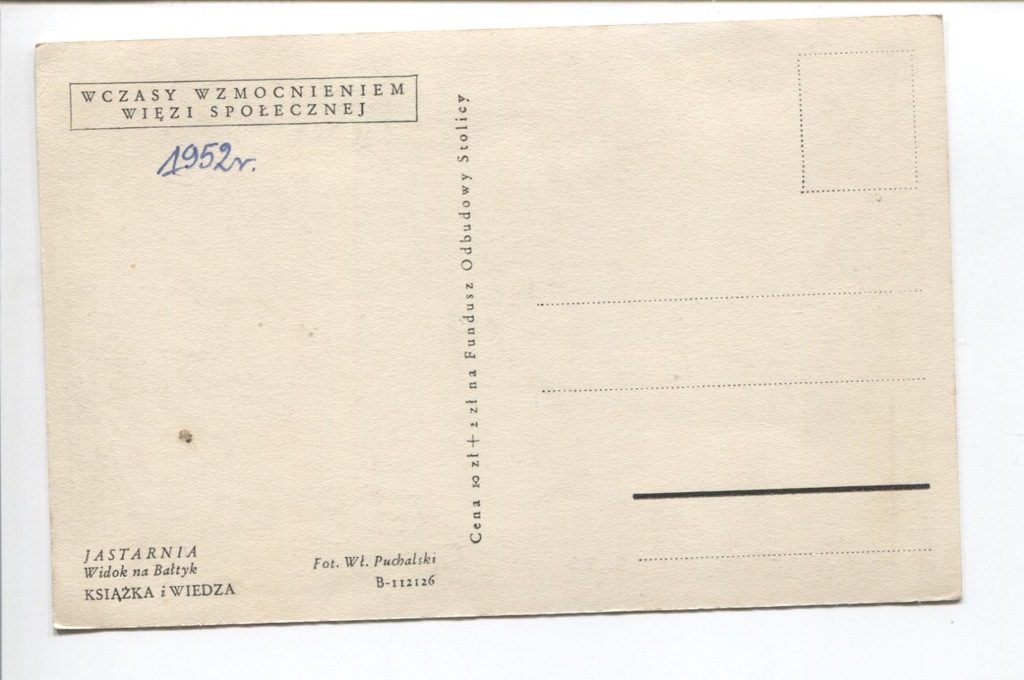 WCZASY WZMOCNIENIEM
WIĘZI SPOŁECZNEJ
1952r.
Cena 50 zł + 2 zł na Fundusz Odbudowy Stolicy
JASTARNIA
Widok na Bałtyk
KSIĄŻKA i WIEDZA
Fot. Wł. Puchalski
B-112126